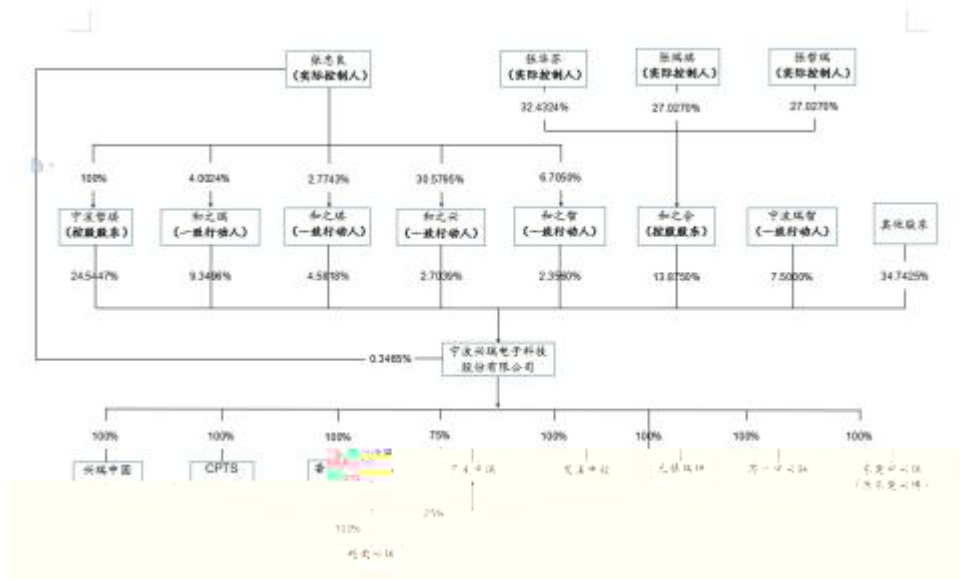 张忠良
(实际控制人)
张华芬
(实际控制人)
张瑞琪
(实际控制人)
张哲瑞
(实际控制人)
32.4324%
27.0270%
27.0270%
100%
4.0024%
2.7743%
30.5795%
6.7050%
宁波哲琪
(控股股东)
和之瑞
(一致行动人)
和之琪
(一致行动人)
和之兴
(一致行动人)
和之智
(一致行动人)
和之合
(控股股东)
宁波瑞智
(一致行动人)
其他股东
24.5447%
9.3496%
4.5818%
2.7039%
2.3560%
13.8750%
7.5000%
34.7425%
0.3465%
宁波兴瑞电子科技
股份有限公司
100%
100%
100%
75%
100%
100%
100%
100%
兴瑞中国
CPTS
25%
100%